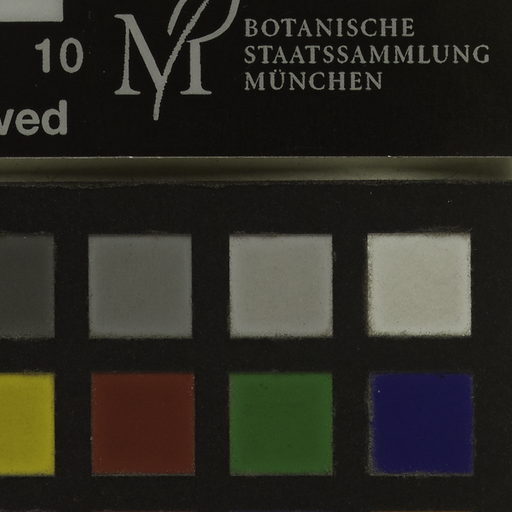 10
BOTANISCHE
STAATSSAMMLUNG
MÜNCHEN
ved